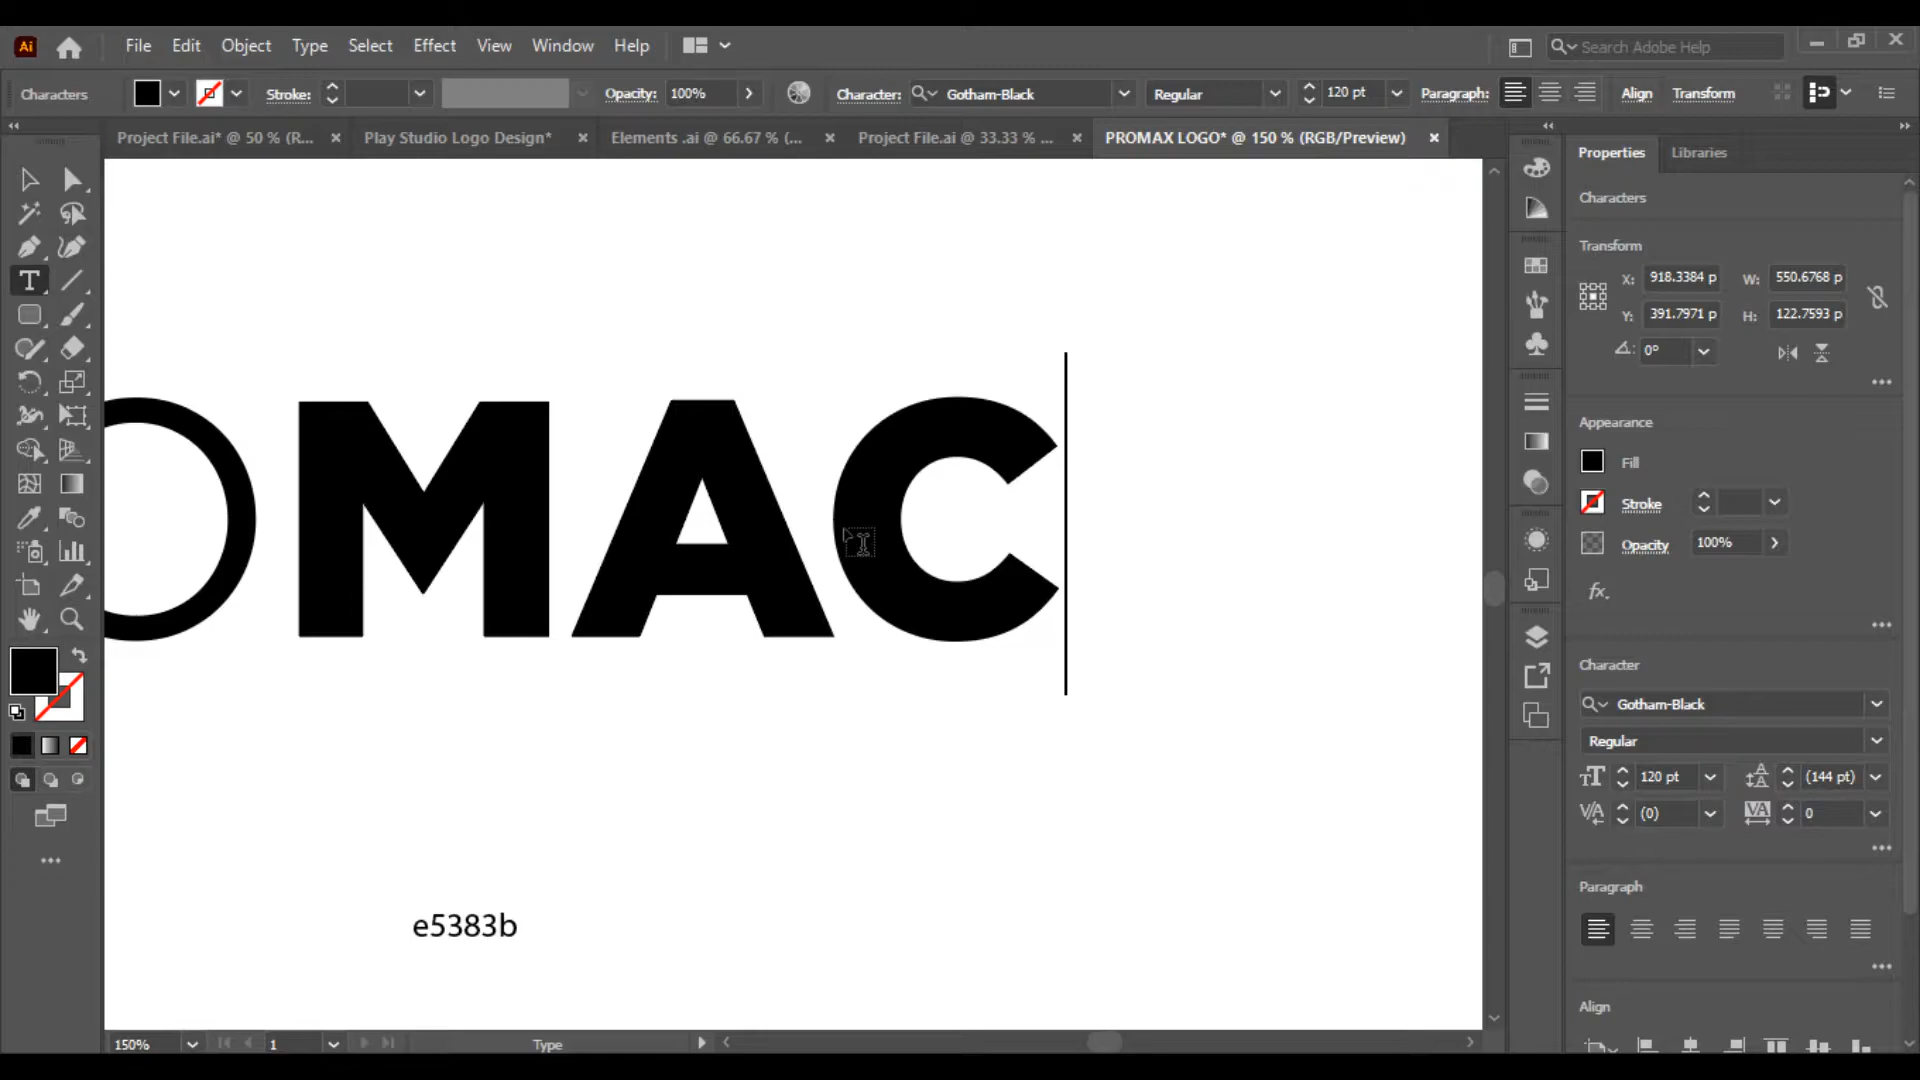 Ai File Edit Object Type Select Effect View Window Help Search Adobe Help
Characters Stroke: Opacity: 100% Character: Gotham-Black Regular 120 pt Paragraph: Align Transform
Project File.ai* @ 50 % (R... × Play Studio Logo Design* × Elements .ai @ 66.67 % (... × Project File.ai @ 33.33 % ... × PROMAX LOGO* @ 150 % (RGB/Preview) ×
Properties Libraries
Characters
Transform
X: 918.3384 p W: 550.6768 p
Y: 391.7971 p H: 122.7593 p
0°
Appearance
Fill
Stroke
Opacity 100%
fx.
OMAC
Character
Gotham-Black
Regular
120 pt (144 pt)
(0) 0
Paragraph
e5383b
Align
150% 1 Type